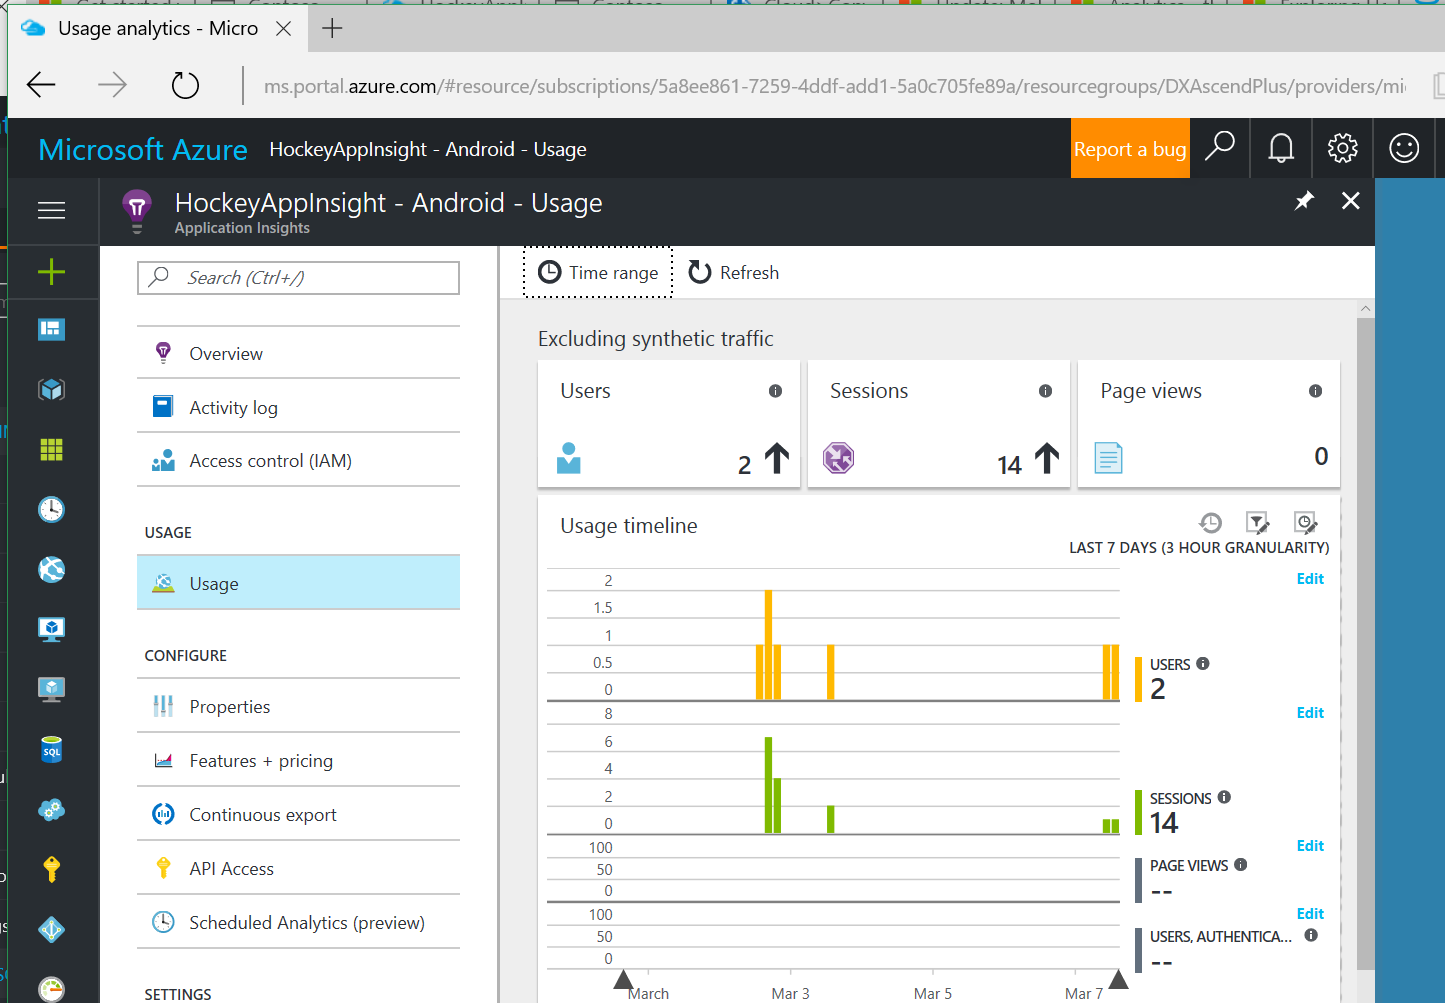 Usage analytics - Micro
ms.portal.azure.com/#resource/subscriptions/5a8ee861-7259-4ddf-add1-5a0c705fe89a/resourcegroups/DXAscendPlus/providers/mi
Microsoft Azure HockeyAppInsight - Android - Usage Report a bug
HockeyAppInsight - Android - Usage
Application Insights
Search (Ctrl+/)
Overview
Activity log
Access control (IAM)
USAGE
Usage
CONFIGURE
Properties
Features + pricing
Continuous export
API Access
Scheduled Analytics (preview)
SETTINGS
SQL
Time range Refresh
Excluding synthetic traffic
Users
2
Sessions
14
Page views
0
Usage timeline
LAST 7 DAYS (3 HOUR GRANULARITY)
Edit
2
1.5
1
0.5
0
USERS
2
Edit
8
6
4
2
0
SESSIONS
14
Edit
100
50
0
PAGE VIEWS
--
Edit
100
50
0
USERS, AUTHENTICA...
--
March Mar 3 Mar 5 Mar 7